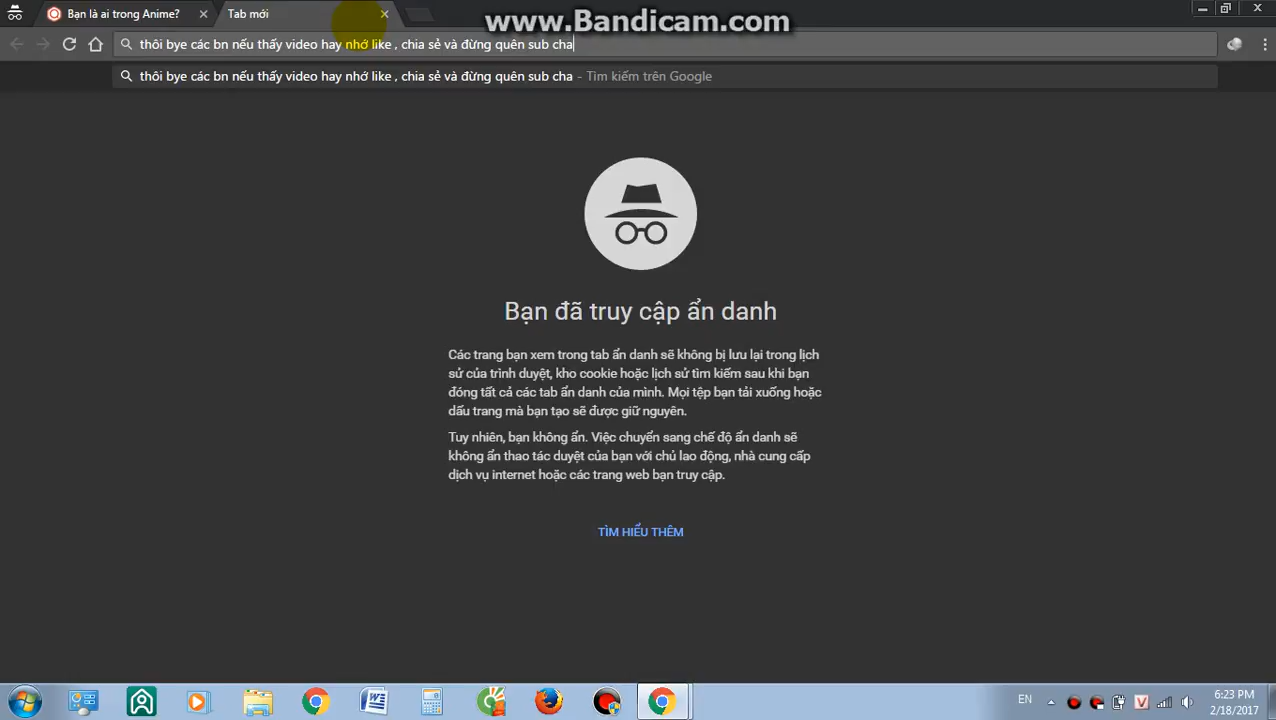 Bạn là ai trong Anime?
Tab mới
www.Bandicam.com
thôi bye các bn nếu thấy video hay nhớ like , chia sẻ và đừng quên sub cha
thôi bye các bn nếu thấy video hay nhớ like , chia sẻ và đừng quên sub cha - Tìm kiếm trên Google
Bạn đã truy cập ẩn danh
Các trang bạn xem trong tab ẩn danh sẽ không bị lưu lại trong lịch
sử của trình duyệt, kho cookie hoặc lịch sử tìm kiếm sau khi bạn
đóng tất cả các tab ẩn danh của mình. Mọi tệp bạn tải xuống hoặc
dấu trang mà bạn tạo sẽ được giữ nguyên.
Tuy nhiên, bạn không ẩn. Việc chuyển sang chế độ ẩn danh sẽ
không ẩn thao tác duyệt của bạn với chủ lao động, nhà cung cấp
dịch vụ internet hoặc các trang web bạn truy cập.
TÌM HIỂU THÊM
EN
6:23 PM
2/18/2017